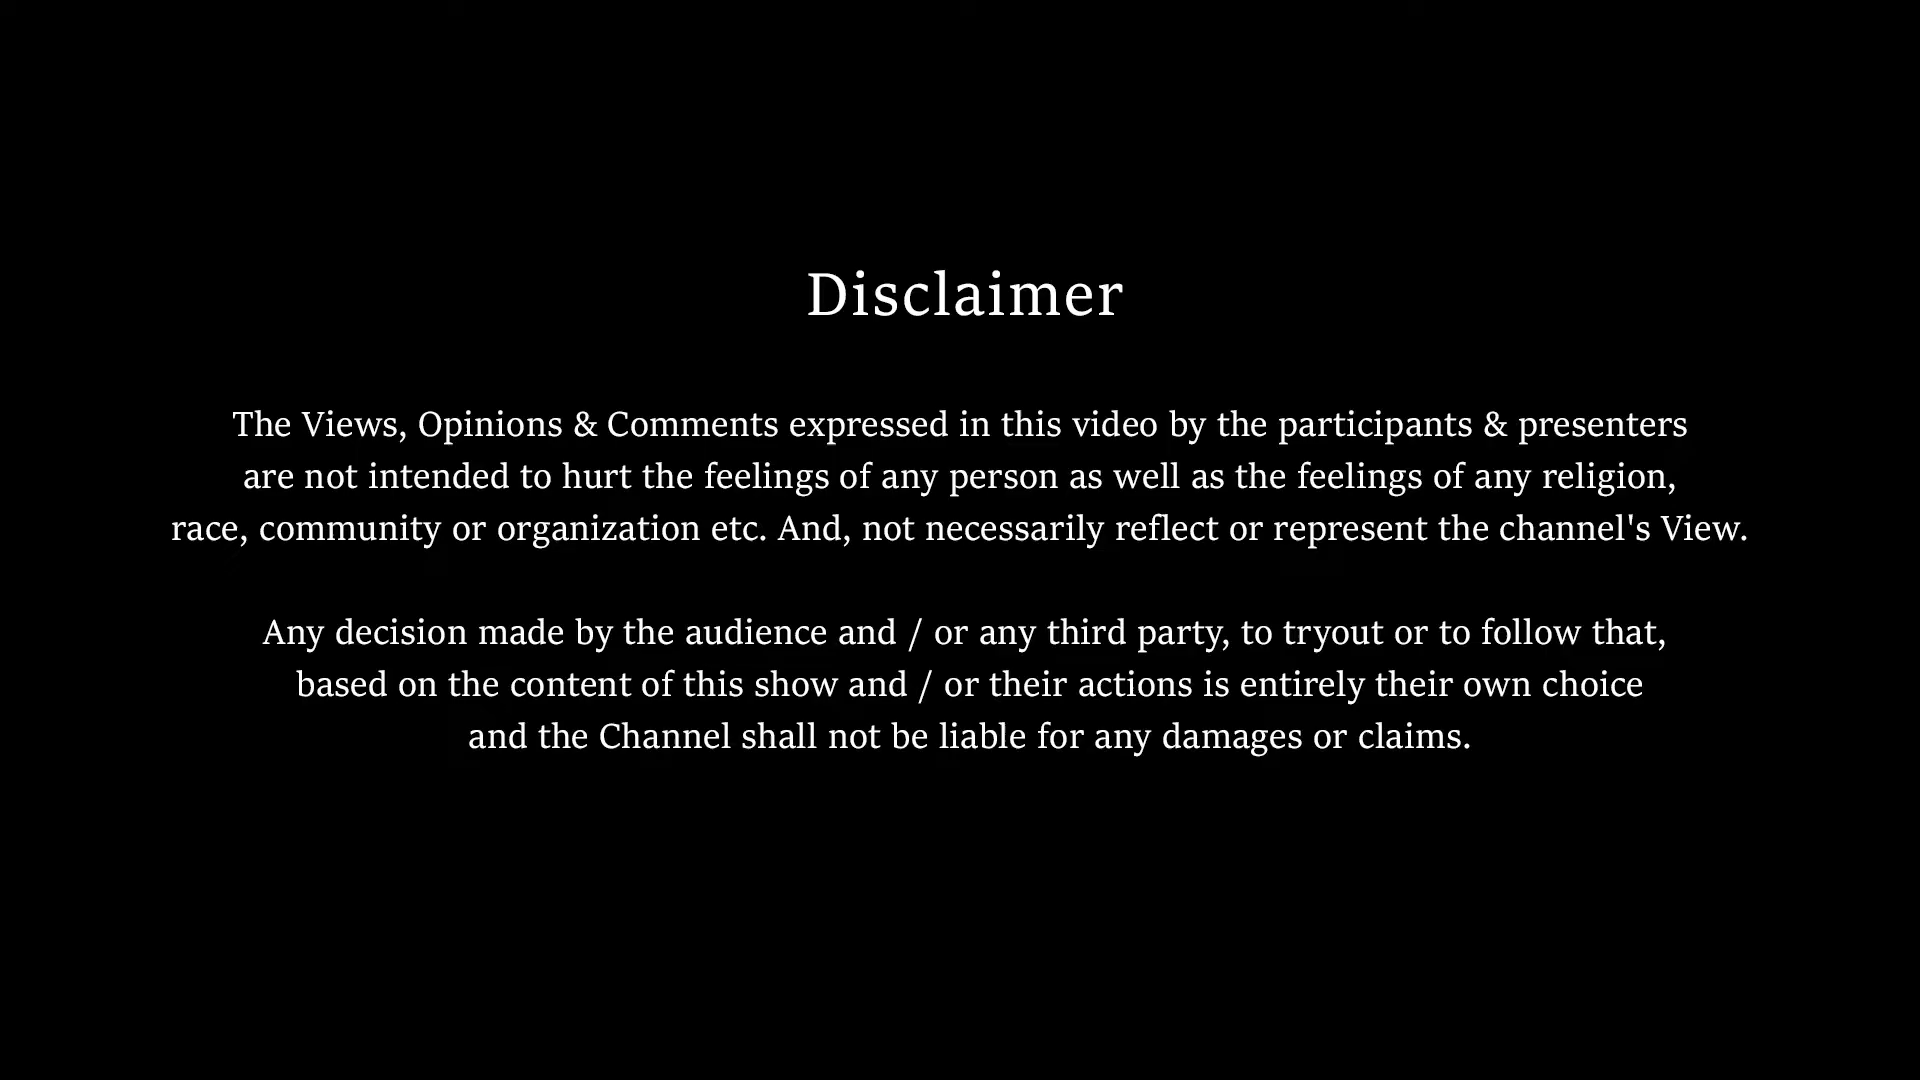 Disclaimer
The Views, Opinions & Comments expressed in this video by the participants & presenters
are not intended to hurt the feelings of any person as well as the feelings of any religion,
race, community or organization etc. And, not necessarily reflect or represent the channel's View.
Any decision made by the audience and / or any third party, to tryout or to follow that,
based on the content of this show and / or their actions is entirely their own choice
and the Channel shall not be liable for any damages or claims.